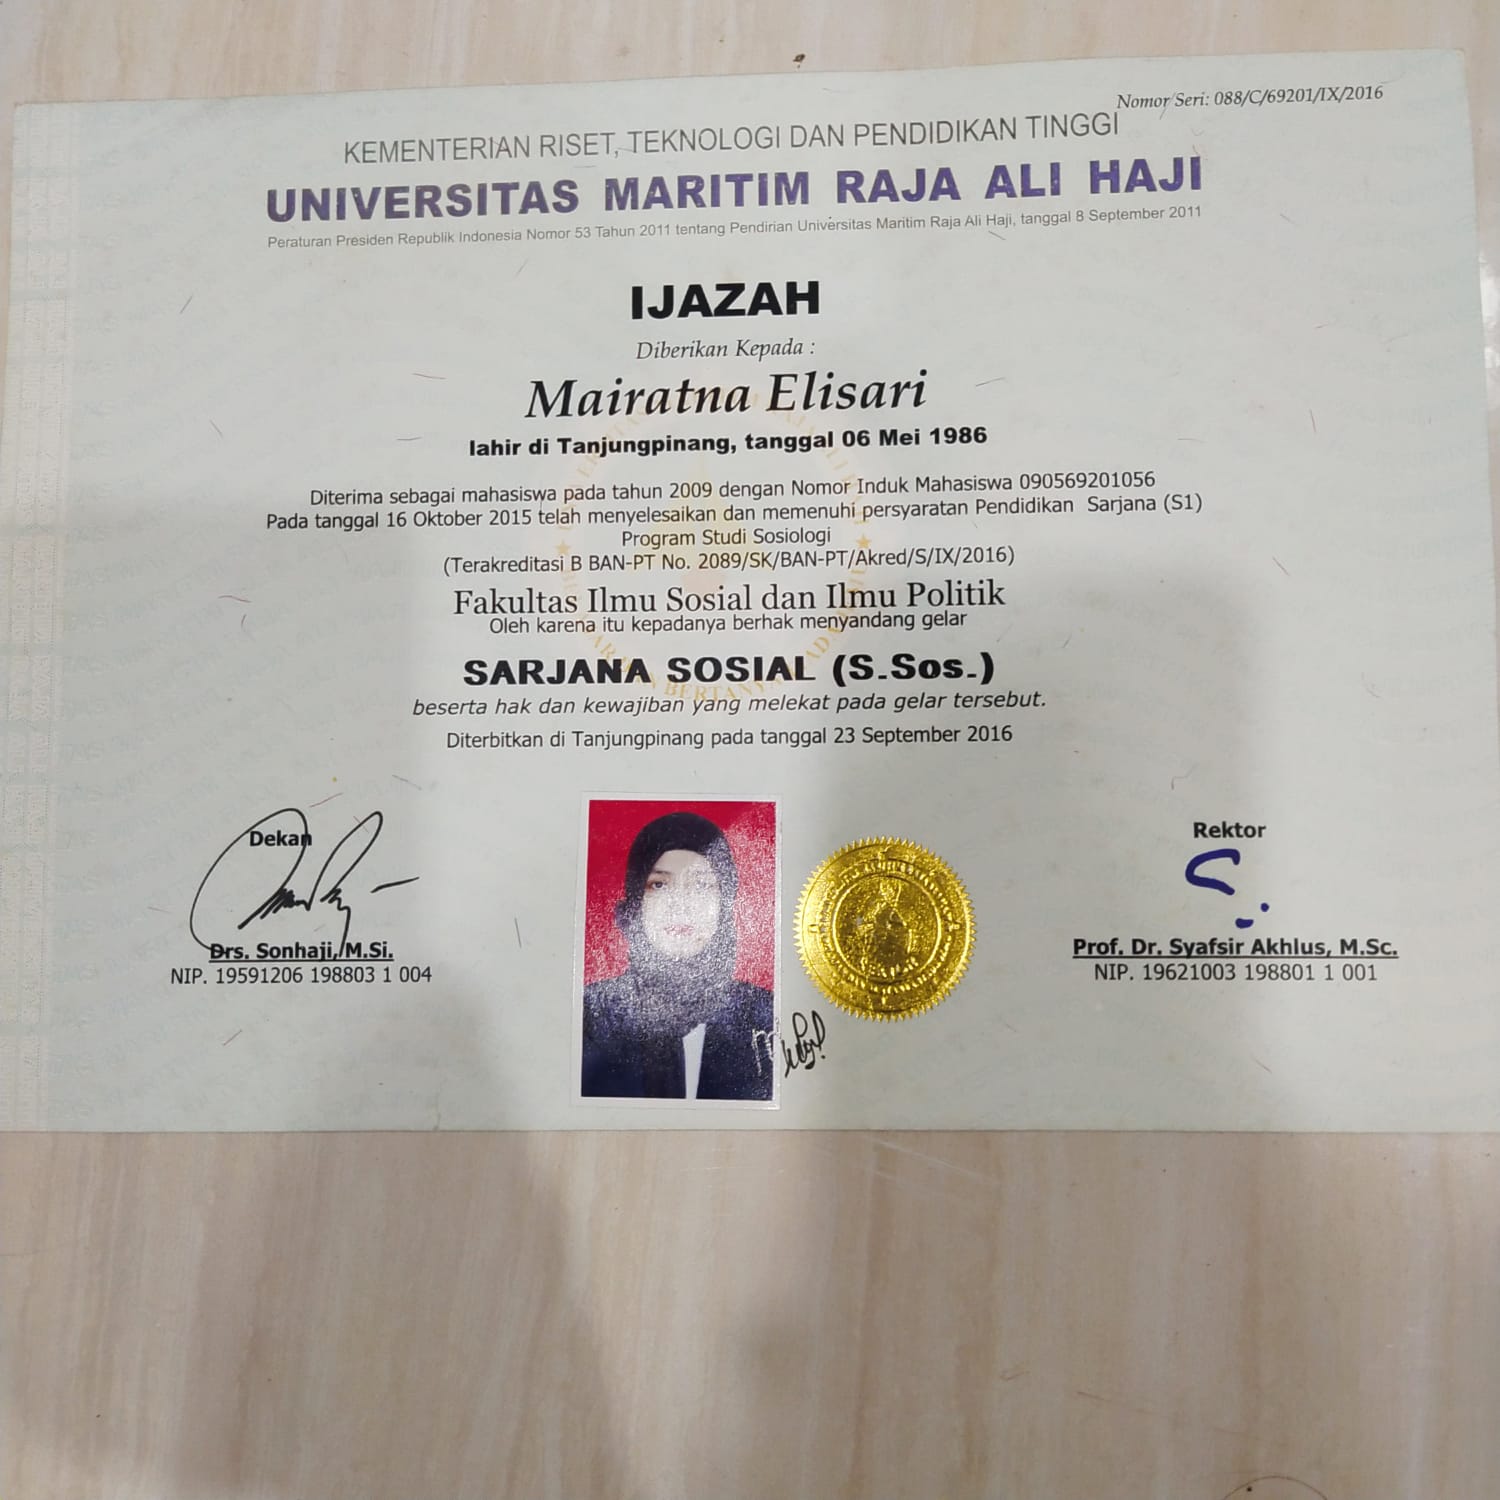 Nomor Seri: 088/C/69201/IX/2016
KEMENTERIAN RISET, TEKNOLOGI DAN PENDIDIKAN TINGGI
UNIVERSITAS MARITIM RAJA ALI HAJI
Peraturan Presiden Republik Indonesia Nomor 53 Tahun 2011 tentang Pendirian Universitas Maritim Raja Ali Haji, tanggal 8 September 2011
IJAZAH
Diberikan Kepada :
Mairatna Elisari
lahir di Tanjungpinang, tanggal 06 Mei 1986
Diterima sebagai mahasiswa pada tahun 2009 dengan Nomor Induk Mahasiswa 090569201056
Pada tanggal 16 Oktober 2015 telah menyelesaikan dan memenuhi persyaratan Pendidikan Sarjana (S1)
Program Studi Sosiologi
(Terakreditasi B BAN-PT No. 2089/SK/BAN-PT/Akred/S/IX/2016)
Fakultas Ilmu Sosial dan Ilmu Politik
Oleh karena itu kepadanya berhak menyandang gelar
SARJANA SOSIAL (S.Sos.)
beserta hak dan kewajiban yang melekat pada gelar tersebut.
Diterbitkan di Tanjungpinang pada tanggal 23 September 2016
Dekan
Drs. Sonhaji, M.Si.
NIP. 19591206 198803 1 004
Rektor
Prof. Dr. Syafsir Akhlus, M.Sc.
NIP. 19621003 198801 1 001